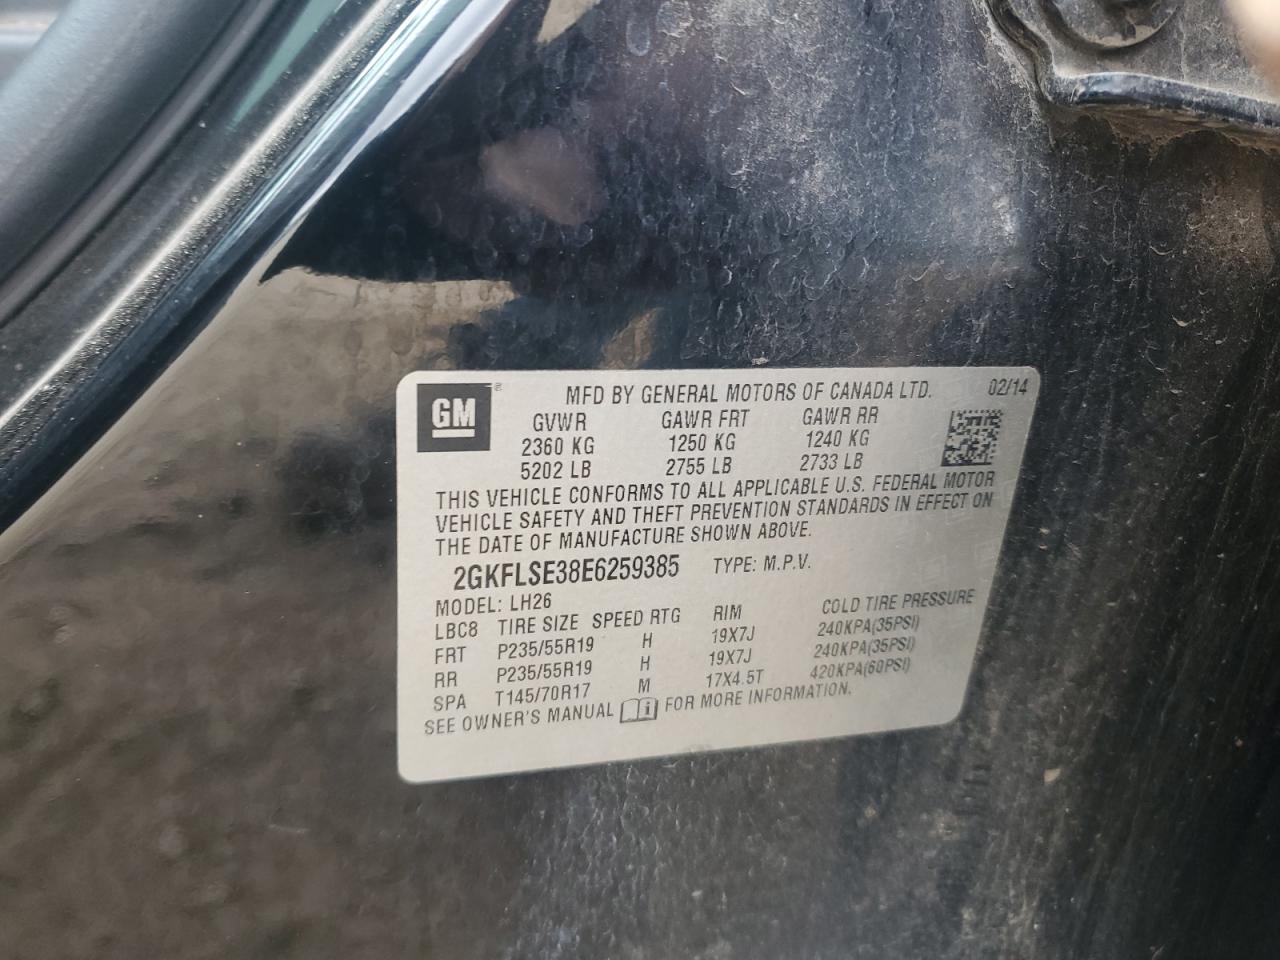 GM ® MFD BY GENERAL MOTORS OF CANADA LTD. 02/14
GVWR GAWR FRT GAWR RR
2360 KG 1250 KG 1240 KG
5202 LB 2755 LB 2733 LB
THIS VEHICLE CONFORMS TO ALL APPLICABLE U.S. FEDERAL MOTOR
VEHICLE SAFETY AND THEFT PREVENTION STANDARDS IN EFFECT ON
THE DATE OF MANUFACTURE SHOWN ABOVE.
2GKFLSE38E6259385 TYPE: M.P.V.
MODEL: LH26
LBC8 TIRE SIZE SPEED RTG RIM COLD TIRE PRESSURE
FRT P235/55R19 H 19X7J 240KPA(35PSI)
RR P235/55R19 H 19X7J 240KPA(35PSI)
SPA T145/70R17 M 17X4.5T 420KPA(60PSI)
SEE OWNER'S MANUAL i FOR MORE INFORMATION.